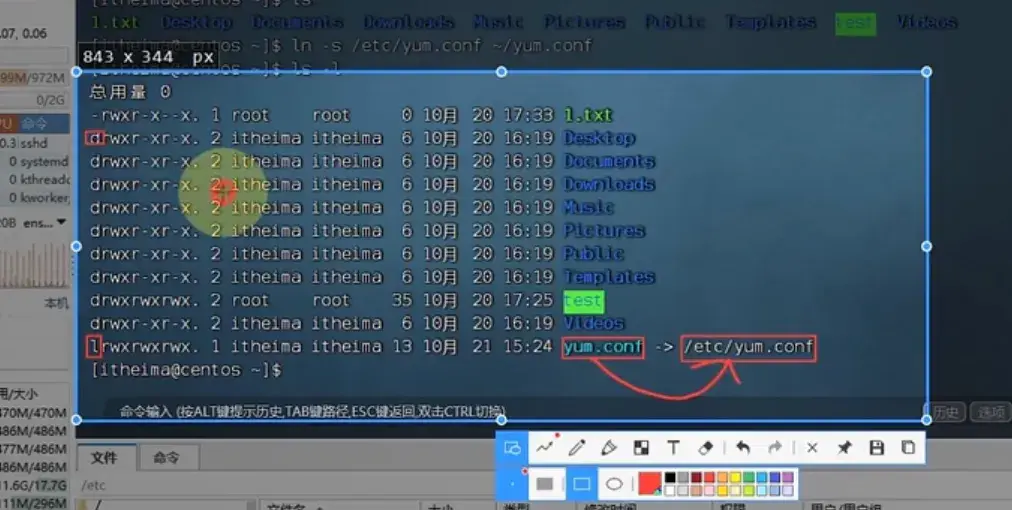 .07, 0.06
99M/972M
0/2G
PU 命令
0.3 sshd
0 systemd
0 kthreadd
0 kworker/
20B ens...
本机
用/大小
470M/470M
486M/486M
477M/486M
486M/486M
11.6G/17.7G
111M/296M
[itheima@centos ~]$ ls
1.txt Desktop Documents Downloads Music Pictures Public Templates test Videos
[itheima@centos ~]$ ln -s /etc/yum.conf ~/yum.conf
[itheima@centos ~]$ ls -l
843 x 344 px
总用量 0
-rwxr-x--x. 1 root root 0 10月 20 17:33 1.txt
drwxr-xr-x. 2 itheima itheima 6 10月 20 16:19 Desktop
drwxr-xr-x. 2 itheima itheima 6 10月 20 16:19 Documents
drwxr-xr-x. 2 itheima itheima 6 10月 20 16:19 Downloads
drwxr-xr-x. 2 itheima itheima 6 10月 20 16:19 Music
drwxr-xr-x. 2 itheima itheima 6 10月 20 16:19 Pictures
drwxr-xr-x. 2 itheima itheima 6 10月 20 16:19 Public
drwxr-xr-x. 2 itheima itheima 6 10月 20 16:19 Templates
drwxrwxrwx. 2 root root 35 10月 20 17:25 test
drwxr-xr-x. 2 itheima itheima 6 10月 20 16:19 Videos
lrwxrwxrwx. 1 itheima itheima 13 10月 21 15:24 yum.conf -> /etc/yum.conf
[itheima@centos ~]$
命令输入 (按ALT键提示历史,TAB键路径,ESC键返回,双击CTRL切换)
历史 选项
文件 命令
/etc
/ 文件名 大小 类型 修改时间 权限 用户/用户组